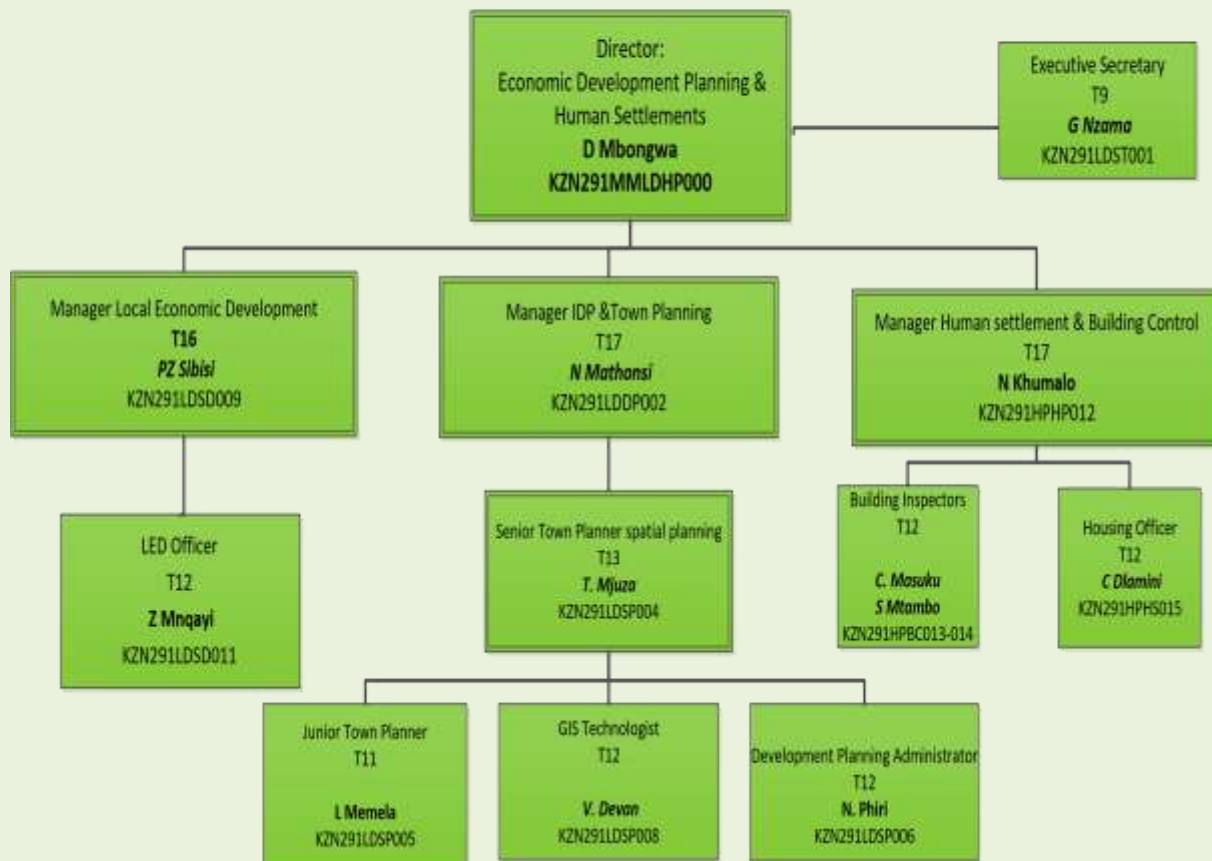 Director:
Economic Development Planning &
Human Settlements
D Mbongwa
KZN291MMLDHP000
Executive Secretary
T9
G Nzama
KZN291LDST001
Manager Local Economic Development
T16
PZ Sibisi
KZN291LDSD009
Manager IDP &Town Planning
T17
N Mathonsi
KZN291LDDP002
Manager Human settlement & Building Control
T17
N Khumalo
KZN291HPHP012
LED Officer
T12
Z Mnqayi
KZN291LDSD011
Senior Town Planner spatial planning
T13
T. Mjuza
KZN291LDSP004
Building Inspectors
T12
C. Masuku
S Mtambo
KZN291HPBC013-014
Housing Officer
T12
C Dlamini
KZN291HPHS015
Junior Town Planner
T11
L Memela
KZN291LDSP005
GIS Technologist
T12
V. Devan
KZN291LDSP008
Development Planning Administrator
T12
N. Phiri
KZN291LDSP006